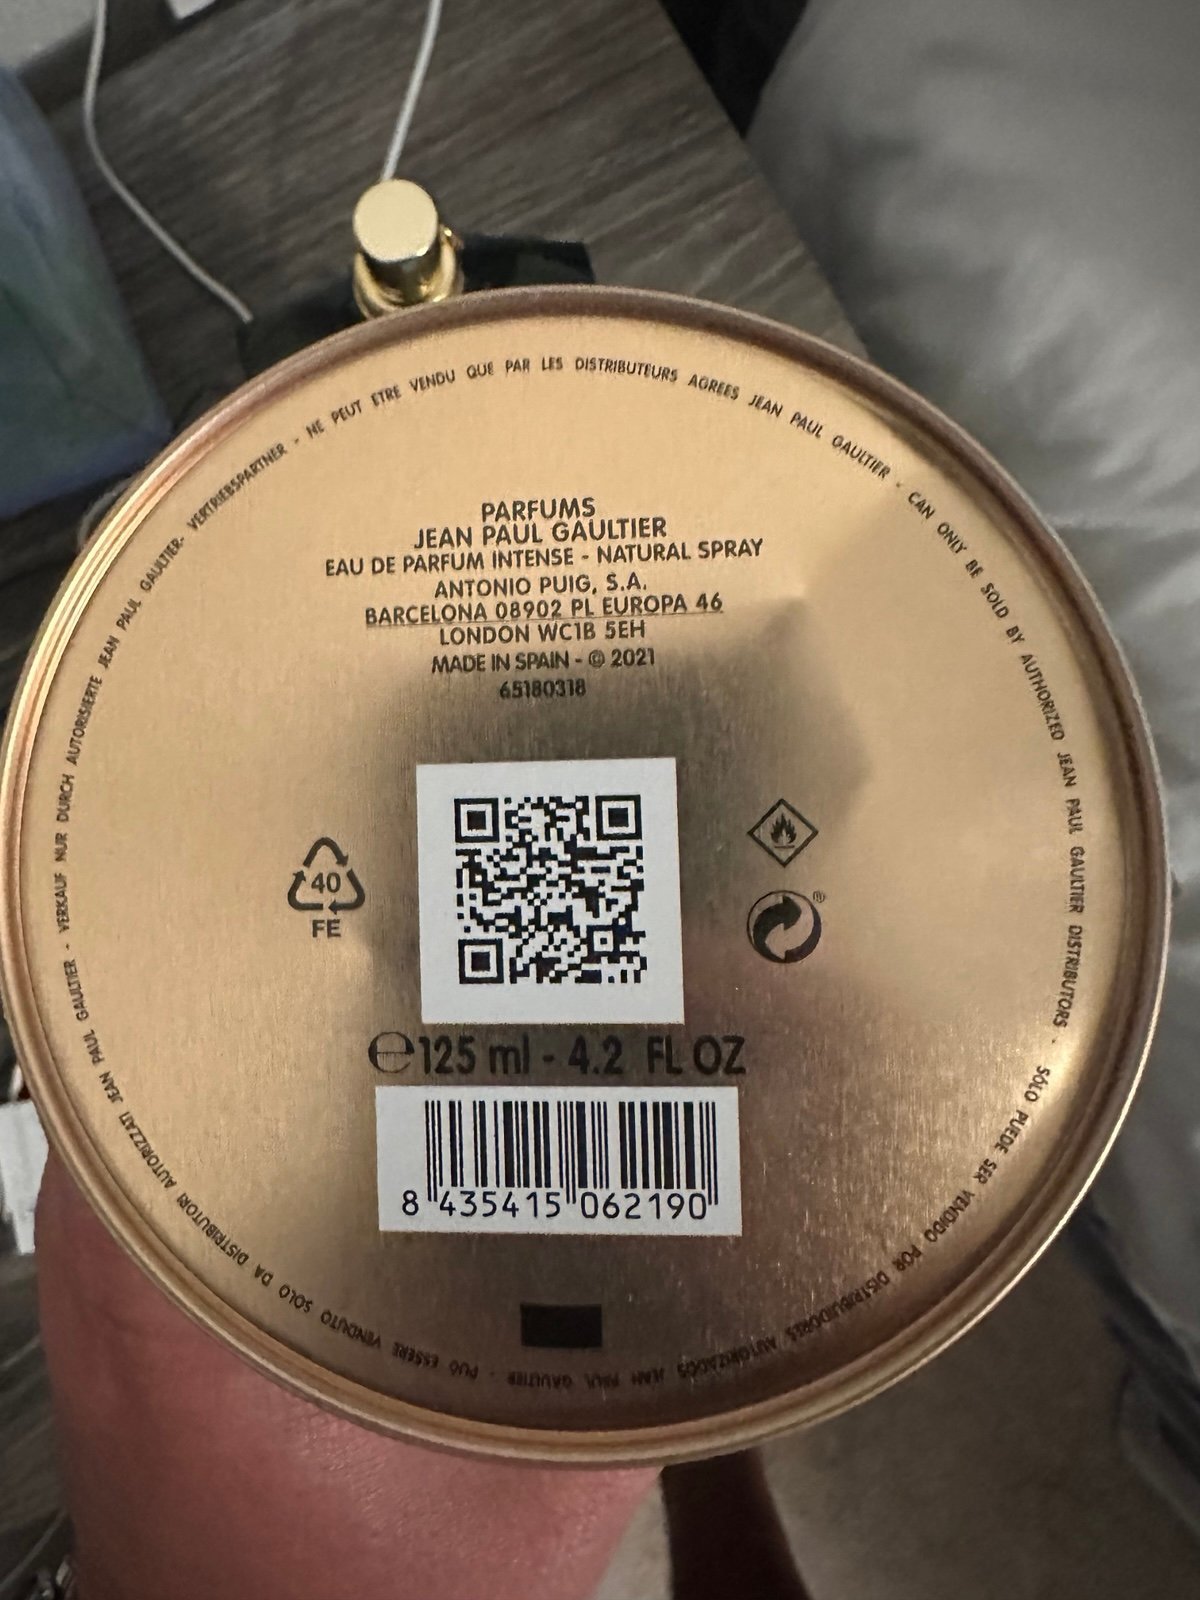 NE PEUT ETRE VENDU QUE PAR LES DISTRIBUTEURS AGREES JEAN PAUL GAULTIER - CAN ONLY BE SOLD BY AUTHORIZED JEAN PAUL GAULTIER DISTRIBUTORS - SÓLO PUEDE SER VENDIDO POR DISTRIBUIDORES AUTORIZADOS JEAN PAUL GAULTIER - PUÒ ESSERE VENDUTO SOLO DA DISTRIBUTORI AUTORIZZATI JEAN PAUL GAULTIER - VERKAUF NUR DURCH AUTORISIERTE JEAN PAUL GAULTIER- VERTRIEBSPARTNER -
PARFUMS
JEAN PAUL GAULTIER
EAU DE PARFUM INTENSE - NATURAL SPRAY
ANTONIO PUIG, S.A.
BARCELONA 08902 PL EUROPA 46
LONDON WC1B 5EH
MADE IN SPAIN - © 2021
65180318
40
FE
®
℮125 ml - 4.2 FL OZ
8 435415 062190